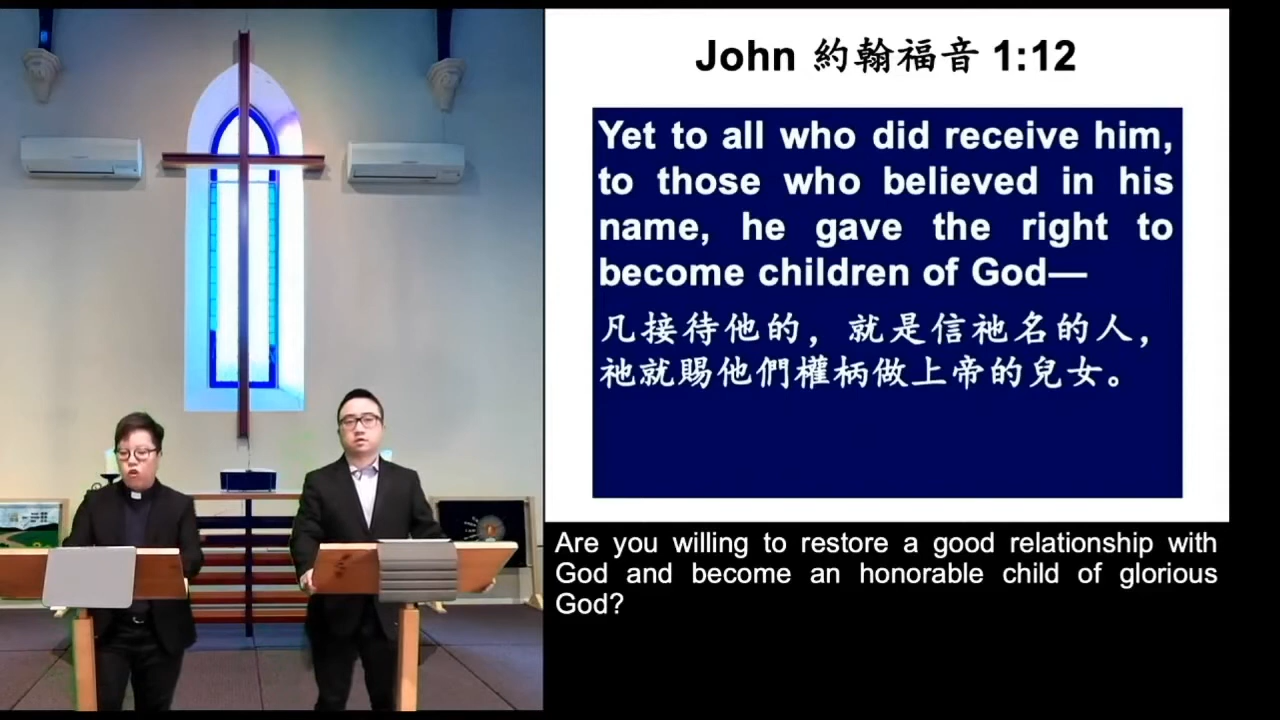 John 約翰福音 1:12
Yet to all who did receive him,
to those who believed in his
name, he gave the right to
become children of God—
凡接待他的，就是信祂名的人，
祂就賜他們權柄做上帝的兒女。
Are you willing to restore a good relationship with
God and become an honorable child of glorious
God?